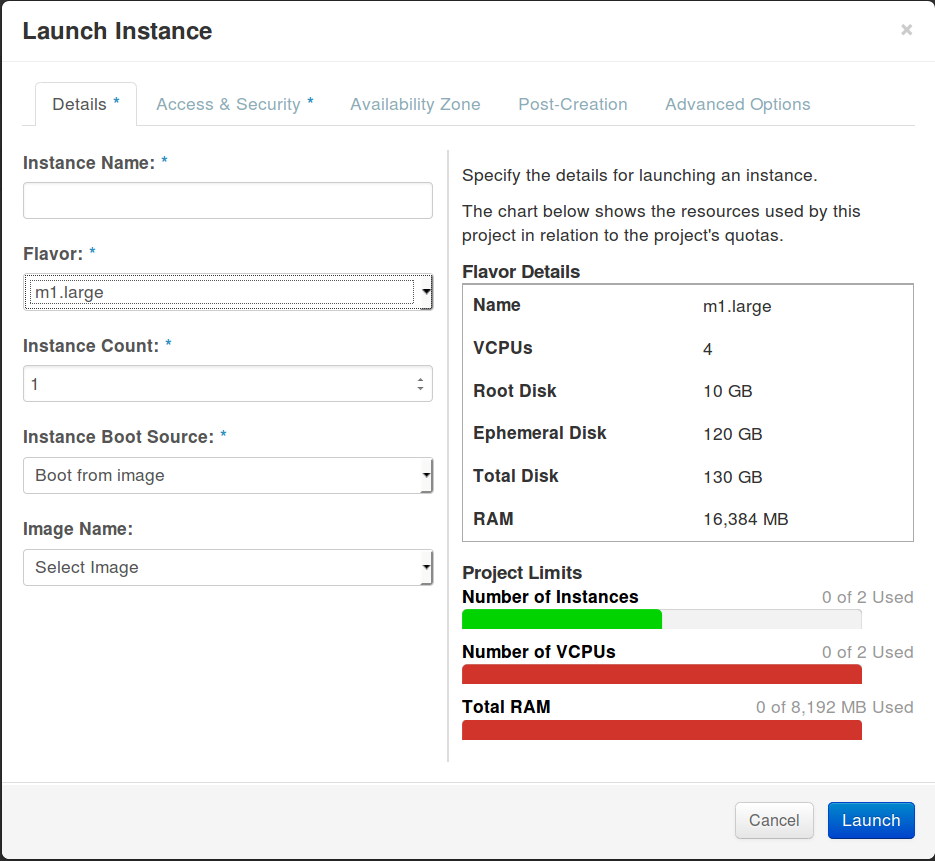 Launch Instance ×
Details * Access & Security * Availability Zone Post-Creation Advanced Options
Instance Name: *
Flavor: *
m1.large
Instance Count: *
1
Instance Boot Source: *
Boot from image
Image Name:
Select Image
Specify the details for launching an instance.
The chart below shows the resources used by this
project in relation to the project's quotas.
Flavor Details
Name m1.large
VCPUs 4
Root Disk 10 GB
Ephemeral Disk 120 GB
Total Disk 130 GB
RAM 16,384 MB
Project Limits
Number of Instances 0 of 2 Used
Number of VCPUs 0 of 2 Used
Total RAM 0 of 8,192 MB Used
Cancel Launch